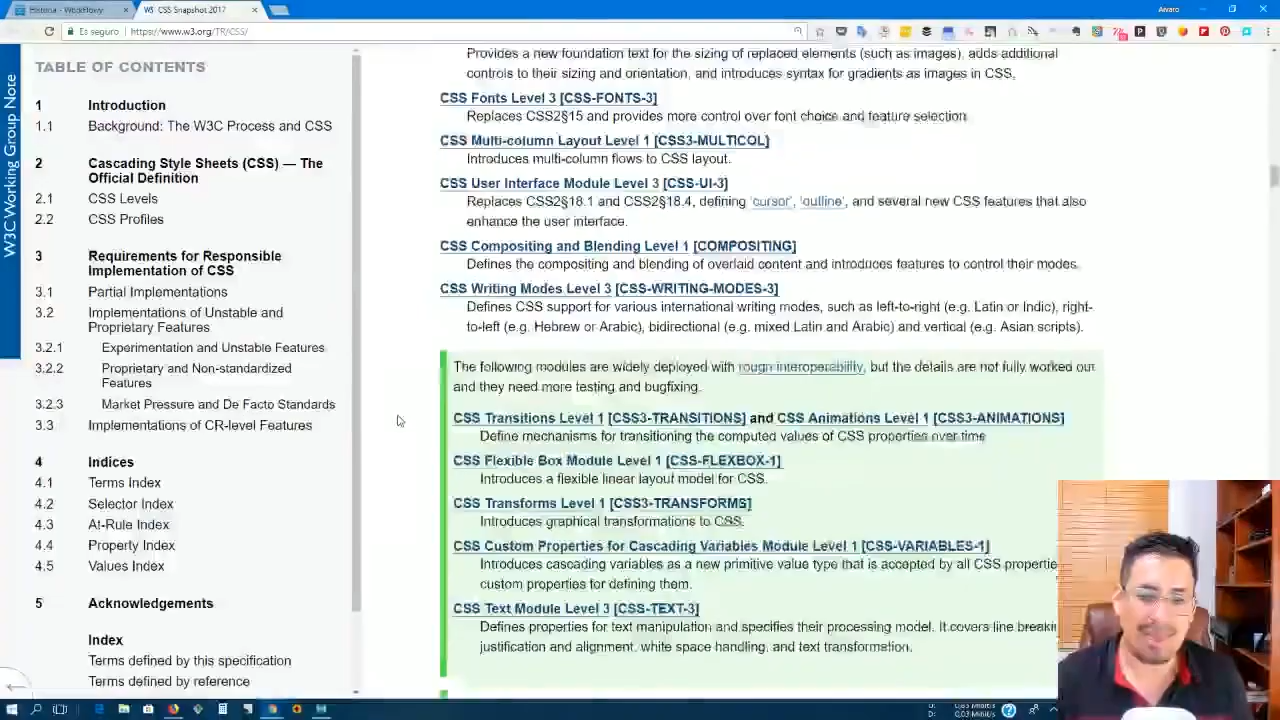 Historia - WorkFlowy
CSS Snapshot 2017
Alvaro
Es seguro
https://www.w3.org/TR/CSS/
W3C Working Group Note
TABLE OF CONTENTS
1 Introduction
1.1 Background: The W3C Process and CSS
2 Cascading Style Sheets (CSS) — The
Official Definition
2.1 CSS Levels
2.2 CSS Profiles
3 Requirements for Responsible
Implementation of CSS
3.1 Partial Implementations
3.2 Implementations of Unstable and
Proprietary Features
3.2.1 Experimentation and Unstable Features
3.2.2 Proprietary and Non-standardized
Features
3.2.3 Market Pressure and De Facto Standards
3.3 Implementations of CR-level Features
4 Indices
4.1 Terms Index
4.2 Selector Index
4.3 At-Rule Index
4.4 Property Index
4.5 Values Index
5 Acknowledgements
Index
Terms defined by this specification
Terms defined by reference
Provides a new foundation text for the sizing of replaced elements (such as images), adds additional
controls to their sizing and orientation, and introduces syntax for gradients as images in CSS.
CSS Fonts Level 3 [CSS-FONTS-3]
Replaces CSS2§15 and provides more control over font choice and feature selection.
CSS Multi-column Layout Level 1 [CSS3-MULTICOL]
Introduces multi-column flows to CSS layout.
CSS User Interface Module Level 3 [CSS-UI-3]
Replaces CSS2§18.1 and CSS2§18.4, defining 'cursor', 'outline', and several new CSS features that also
enhance the user interface.
CSS Compositing and Blending Level 1 [COMPOSITING]
Defines the compositing and blending of overlaid content and introduces features to control their modes.
CSS Writing Modes Level 3 [CSS-WRITING-MODES-3]
Defines CSS support for various international writing modes, such as left-to-right (e.g. Latin or Indic), right-
to-left (e.g. Hebrew or Arabic), bidirectional (e.g. mixed Latin and Arabic) and vertical (e.g. Asian scripts).
The following modules are widely deployed with rough interoperability, but the details are not fully worked out
and they need more testing and bugfixing.
CSS Transitions Level 1 [CSS3-TRANSITIONS] and CSS Animations Level 1 [CSS3-ANIMATIONS]
Define mechanisms for transitioning the computed values of CSS properties over time
CSS Flexible Box Module Level 1 [CSS-FLEXBOX-1]
Introduces a flexible linear layout model for CSS.
CSS Transforms Level 1 [CSS3-TRANSFORMS]
Introduces graphical transformations to CSS.
CSS Custom Properties for Cascading Variables Module Level 1 [CSS-VARIABLES-1]
Introduces cascading variables as a new primitive value type that is accepted by all CSS propertie
custom properties for defining them.
CSS Text Module Level 3 [CSS-TEXT-3]
Defines properties for text manipulation and specifies their processing model. It covers line breaki
justification and alignment, white space handling, and text transformation.